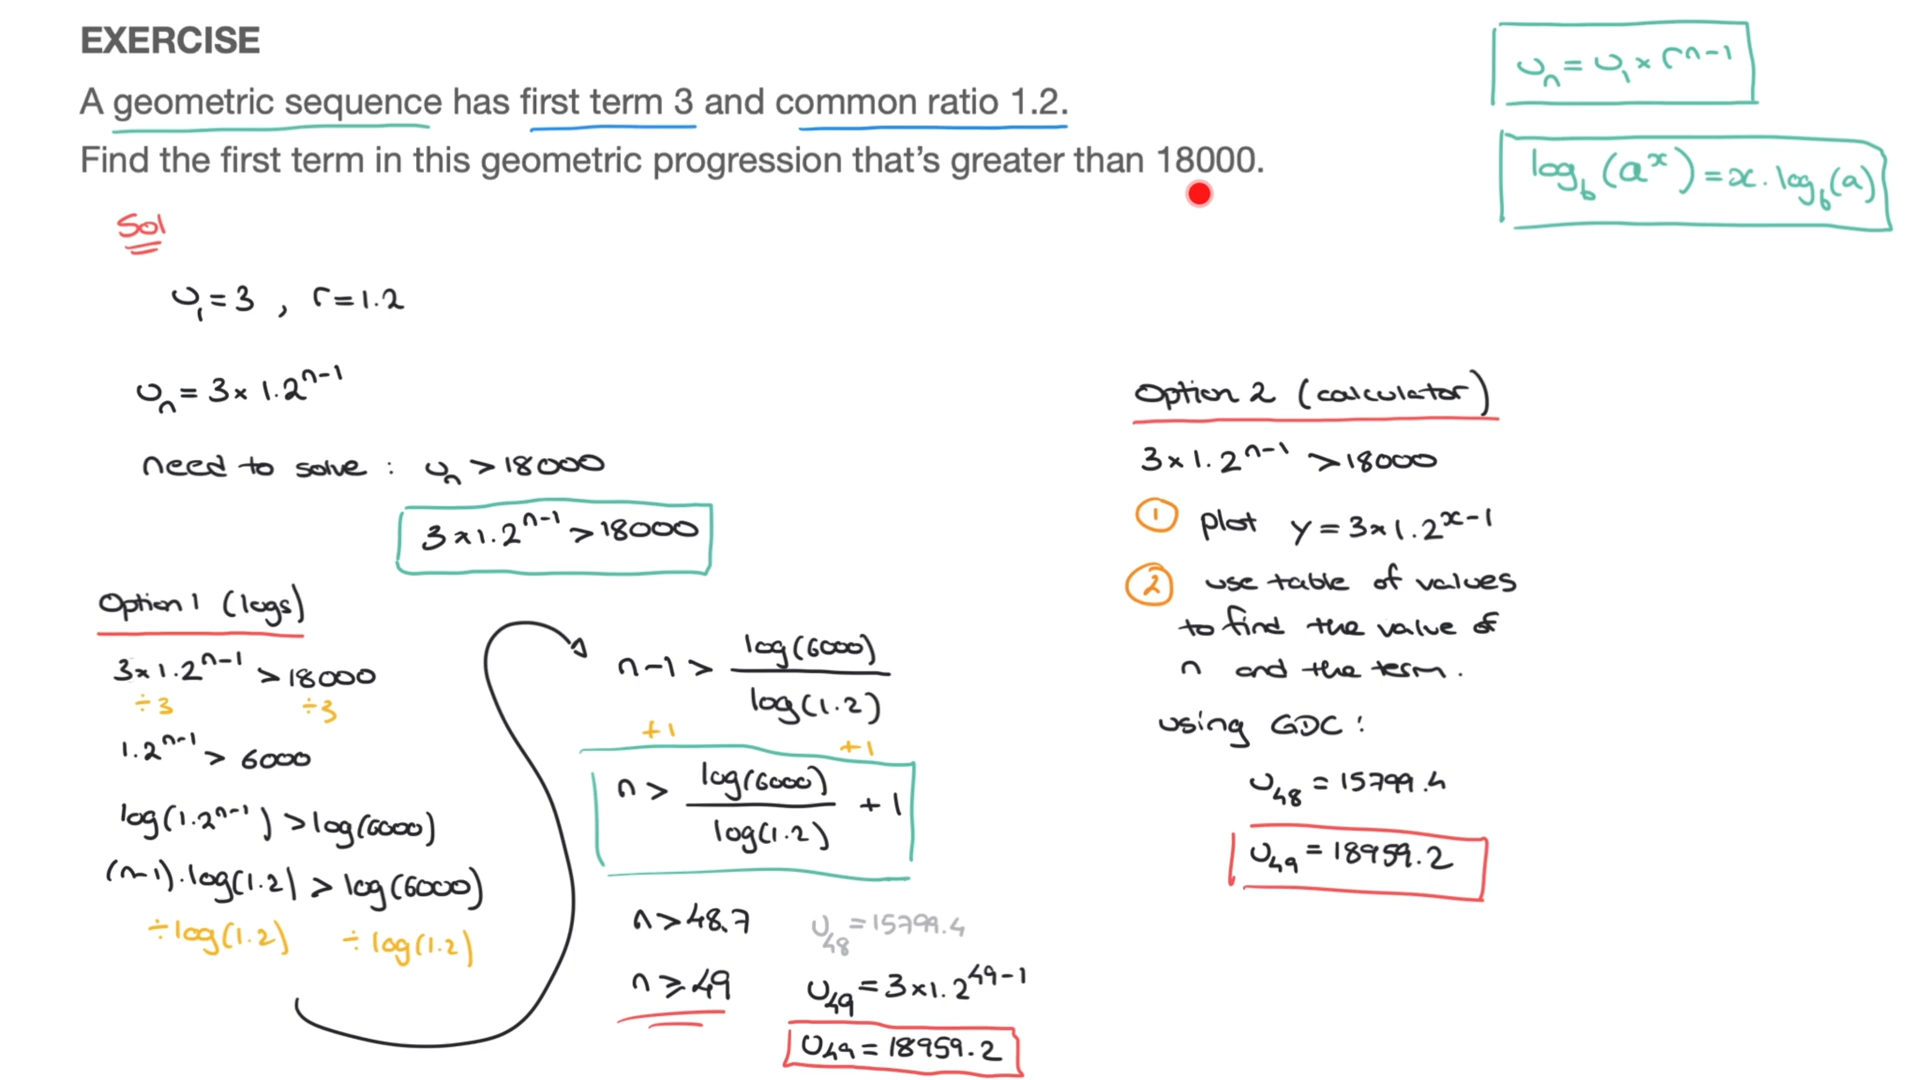 EXERCISE
A geometric sequence has first term 3 and common ratio 1.2.
Find the first term in this geometric progression that's greater than 18000.
uₙ = u₁ × rⁿ⁻¹
log_b(aˣ) = x · log_b(a)
Sol
u₁ = 3 , r = 1.2
uₙ = 3 × 1.2ⁿ⁻¹
need to solve : uₙ > 18000
3 × 1.2ⁿ⁻¹ > 18000
Option 1 (logs)
3 × 1.2ⁿ⁻¹ > 18000
÷3 ÷3
1.2ⁿ⁻¹ > 6000
log(1.2ⁿ⁻¹) > log(6000)
(n-1).log(1.2) > log(6000)
÷log(1.2) ÷log(1.2)
n-1 > log(6000)
log(1.2)
+1 +1
n > log(6000) + 1
log(1.2)
n > 48.7
u₄₈ = 15799.4
n ≥ 49
u₄₉ = 3 × 1.2⁴⁹⁻¹
u₄₉ = 18959.2
Option 2 (calculator)
3 × 1.2ⁿ⁻¹ > 18000
1 plot y = 3 × 1.2ˣ⁻¹
2 use table of values
to find the value of
n and the term.
using GDC :
u₄₈ = 15799.4
u₄₉ = 18959.2